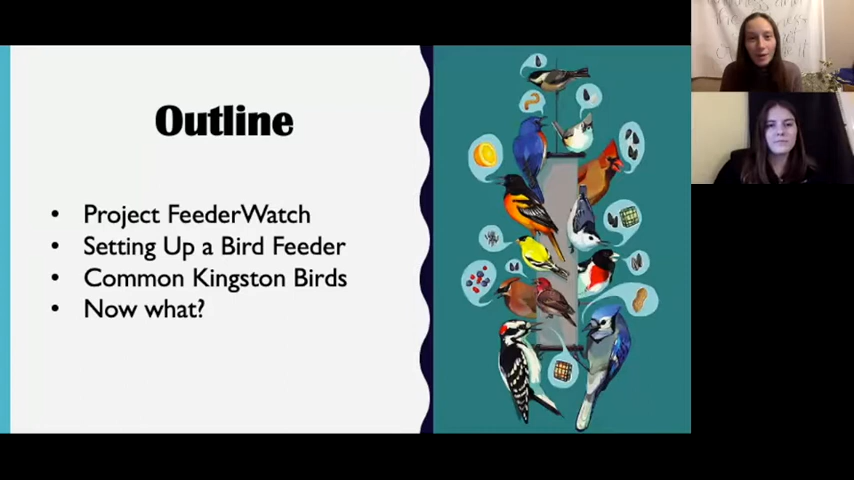 Outline
• Project FeederWatch
• Setting Up a Bird Feeder
• Common Kingston Birds
• Now what?